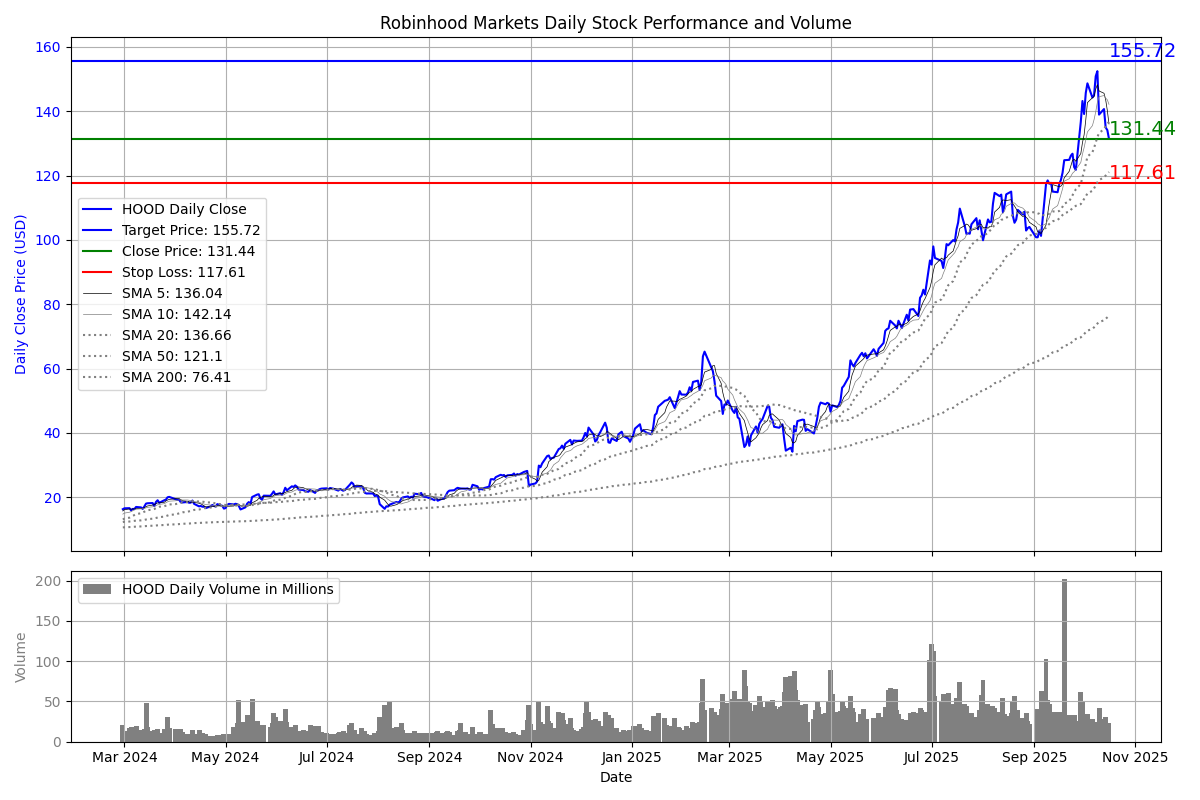 Robinhood Markets Daily Stock Performance and Volume
160
140
120
100
80
60
40
20
Daily Close Price (USD)
155.72
131.44
117.61
HOOD Daily Close
Target Price: 155.72
Close Price: 131.44
Stop Loss: 117.61
SMA 5: 136.04
SMA 10: 142.14
SMA 20: 136.66
SMA 50: 121.1
SMA 200: 76.41
200
150
100
50
0
Volume
HOOD Daily Volume in Millions
Mar 2024 May 2024 Jul 2024 Sep 2024 Nov 2024 Jan 2025 Mar 2025 May 2025 Jul 2025 Sep 2025 Nov 2025
Date